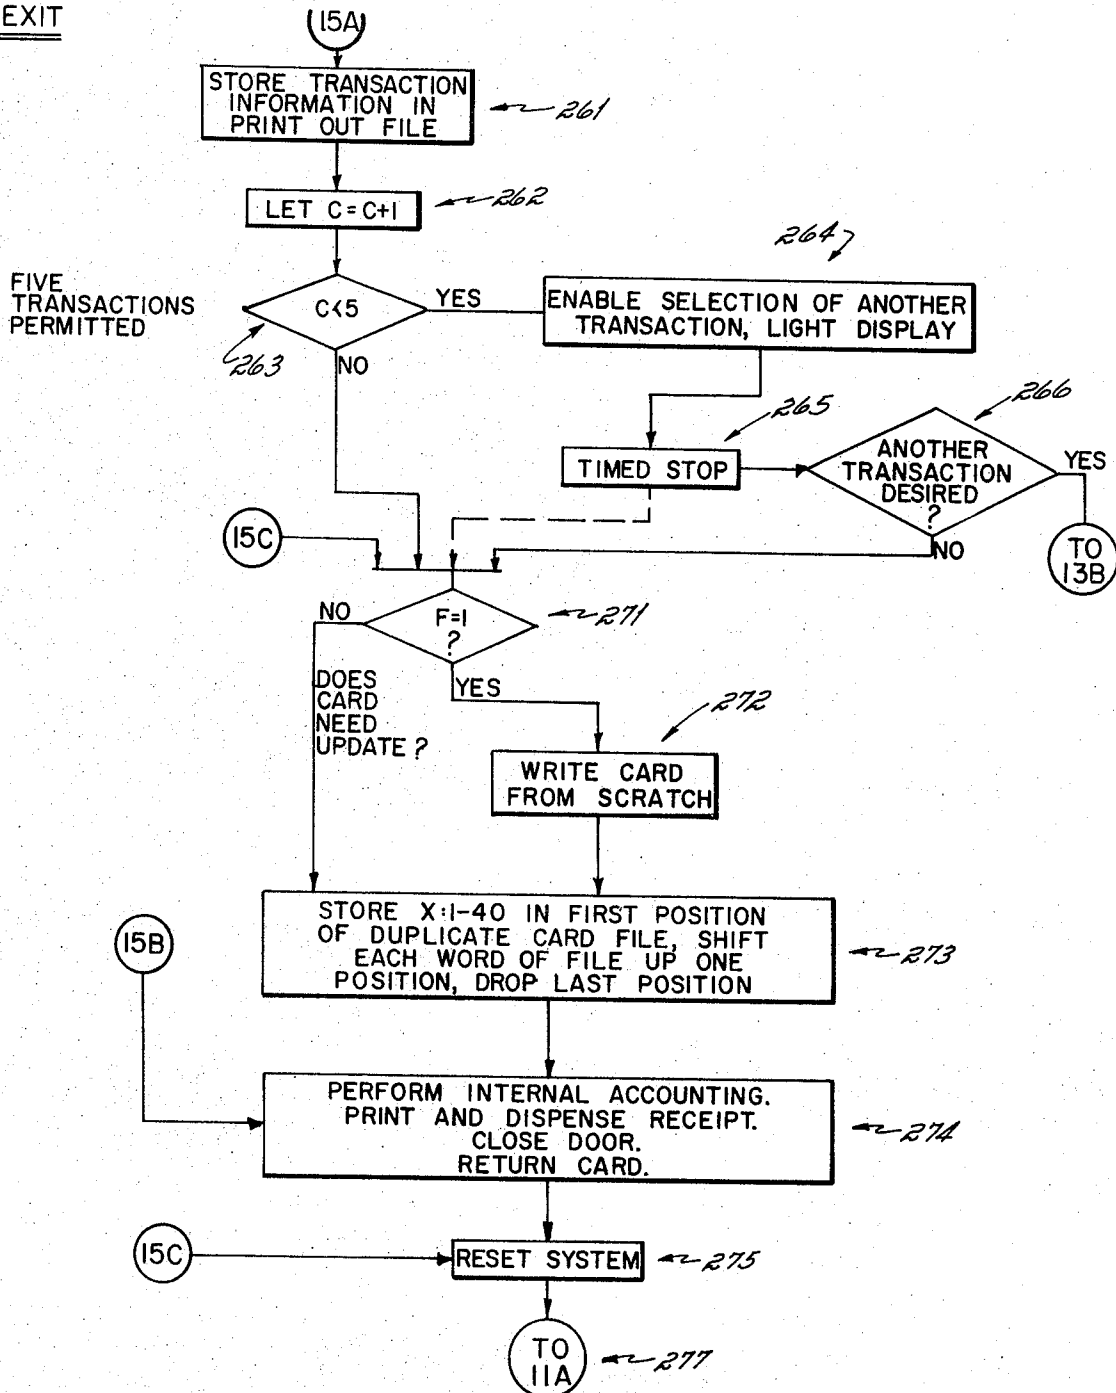 EXIT
15A
STORE TRANSACTION
INFORMATION IN
PRINT OUT FILE
261
LET C=C+1
262
264
FIVE
TRANSACTIONS
PERMITTED
C<5
YES
ENABLE SELECTION OF ANOTHER
TRANSACTION, LIGHT DISPLAY
263
NO
265
266
TIMED STOP
ANOTHER
TRANSACTION
DESIRED
?
YES
NO
15C
TO
13B
NO
F=1
?
271
DOES
CARD
NEED
UPDATE ?
YES
272
WRITE CARD
FROM SCRATCH
15B
STORE X:1-40 IN FIRST POSITION
OF DUPLICATE CARD FILE, SHIFT
EACH WORD OF FILE UP ONE
POSITION, DROP LAST POSITION
273
PERFORM INTERNAL ACCOUNTING.
PRINT AND DISPENSE RECEIPT.
CLOSE DOOR.
RETURN CARD.
274
15C
RESET SYSTEM
275
TO
11A
277